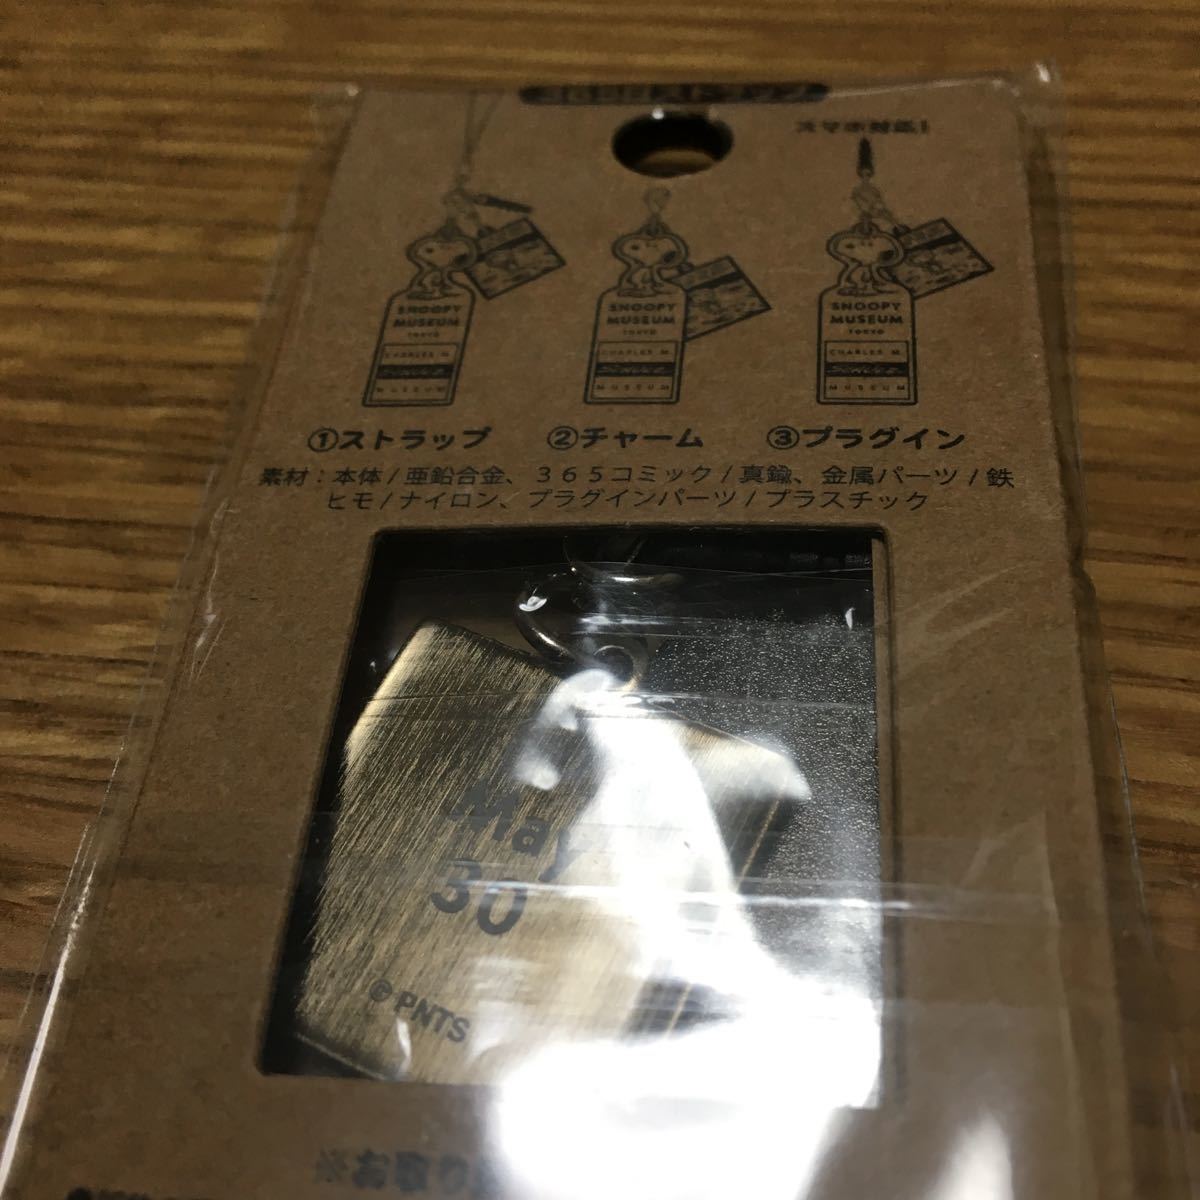 スマホ対応!
SNOOPY
MUSEUM
TOKYO
CHARLES M.
MUSEUM
SNOOPY
MUSEUM
TOKYO
CHARLES M.
MUSEUM
SNOOPY
MUSEUM
TOKYO
CHARLES M.
MUSEUM
①ストラップ ②チャーム ③プラグイン
素材:本体/亜鉛合金、365コミック/真鍮、金属パーツ/鉄
ヒモ/ナイロン、プラグインパーツ/プラスチック
May
30
©PNTS
※お取り